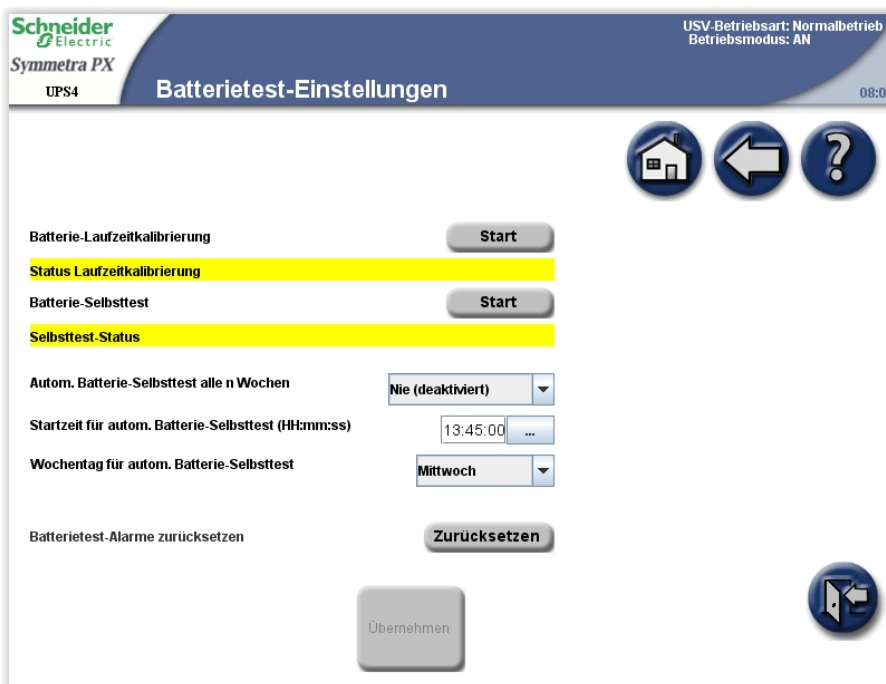 Schneider
Electric
Symmetra PX
UPS4
Batterietest-Einstellungen
USV-Betriebsart: Normalbetrieb
Betriebsmodus: AN
08:0
Batterie-Laufzeitkalibrierung
Start
Status Laufzeitkalibrierung
Batterie-Selbsttest
Start
Selbsttest-Status
Autom. Batterie-Selbsttest alle n Wochen
Nie (deaktiviert)
Startzeit für autom. Batterie-Selbsttest (HH:mm:ss)
13:45:00
...
Wochentag für autom. Batterie-Selbsttest
Mittwoch
Batterietest-Alarme zurücksetzen
Zurücksetzen
Übernehmen